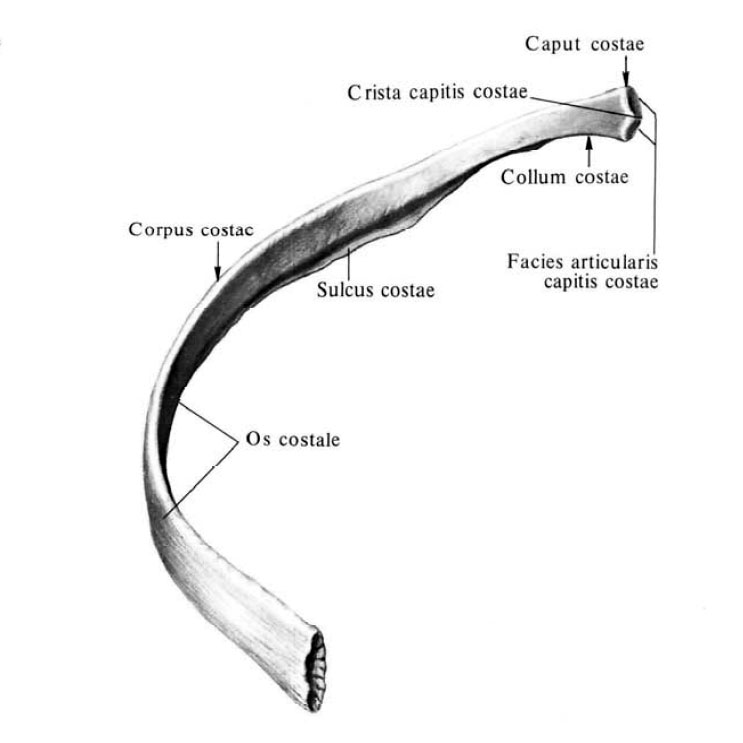 Caput costae
Crista capitis costae
Collum costae
Corpus costac
Facies articularis
capitis costae
Sulcus costae
Os costale